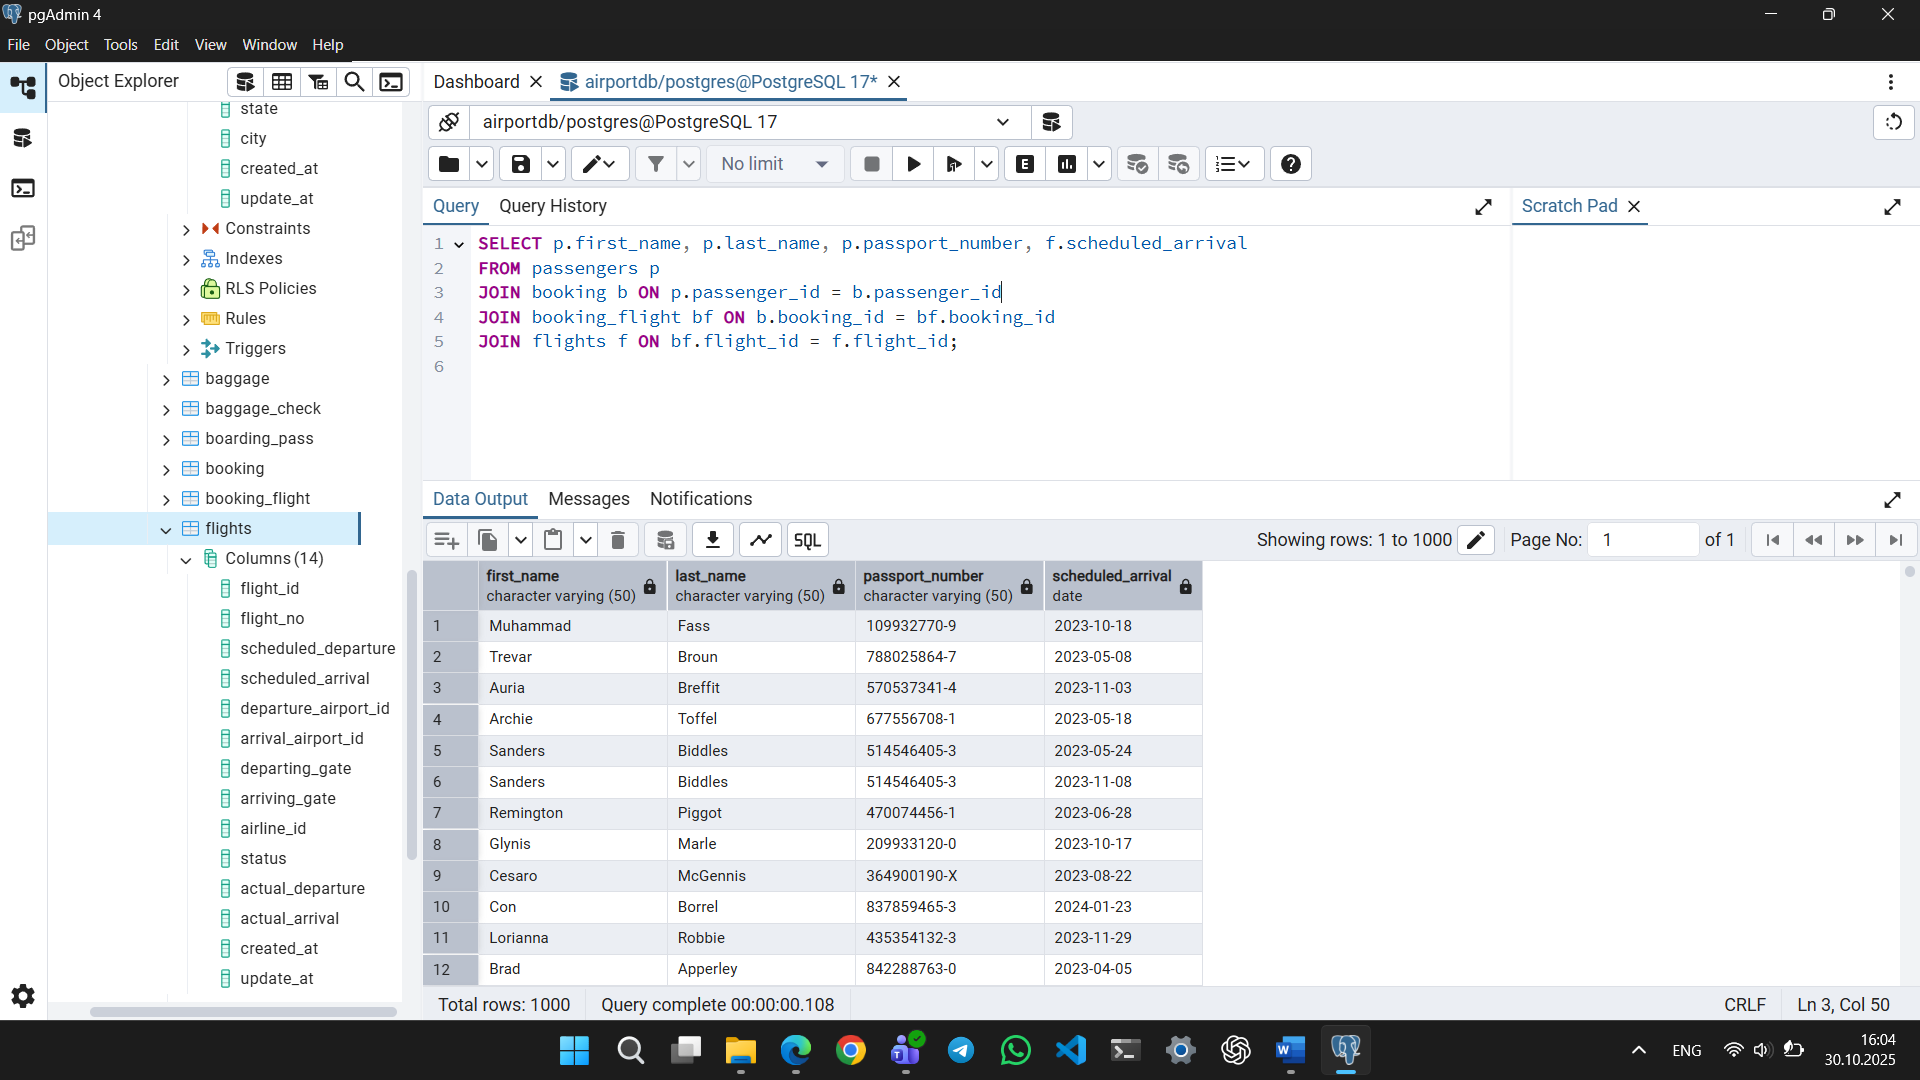 pgAdmin 4
File Object Tools Edit View Window Help
Object Explorer
Dashboard
airportdb/postgres@PostgreSQL 17*
state
city
created_at
update_at
Constraints
Indexes
RLS Policies
Rules
Triggers
baggage
baggage_check
boarding_pass
booking
booking_flight
flights
Columns (14)
flight_id
flight_no
scheduled_departure
scheduled_arrival
departure_airport_id
arrival_airport_id
departing_gate
arriving_gate
airline_id
status
actual_departure
actual_arrival
created_at
update_at
airportdb/postgres@PostgreSQL 17
No limit
E
Query Query History
Scratch Pad
1 SELECT p.first_name, p.last_name, p.passport_number, f.scheduled_arrival
2 FROM passengers p
3 JOIN booking b ON p.passenger_id = b.passenger_id
4 JOIN booking_flight bf ON b.booking_id = bf.booking_id
5 JOIN flights f ON bf.flight_id = f.flight_id;
6
Data Output Messages Notifications
SQL
Showing rows: 1 to 1000
Page No: 1 of 1
first_name last_name passport_number scheduled_arrival
character varying (50) character varying (50) character varying (50) date
1 Muhammad Fass 109932770-9 2023-10-18
2 Trevar Broun 788025864-7 2023-05-08
3 Auria Breffit 570537341-4 2023-11-03
4 Archie Toffel 677556708-1 2023-05-18
5 Sanders Biddles 514546405-3 2023-05-24
6 Sanders Biddles 514546405-3 2023-11-08
7 Remington Piggot 470074456-1 2023-06-28
8 Glynis Marle 209933120-0 2023-10-17
9 Cesaro McGennis 364900190-X 2023-08-22
10 Con Borrel 837859465-3 2024-01-23
11 Lorianna Robbie 435354132-3 2023-11-29
12 Brad Apperley 842288763-0 2023-04-05
Total rows: 1000 Query complete 00:00:00.108
CRLF Ln 3, Col 50
ENG
16:04
30.10.2025